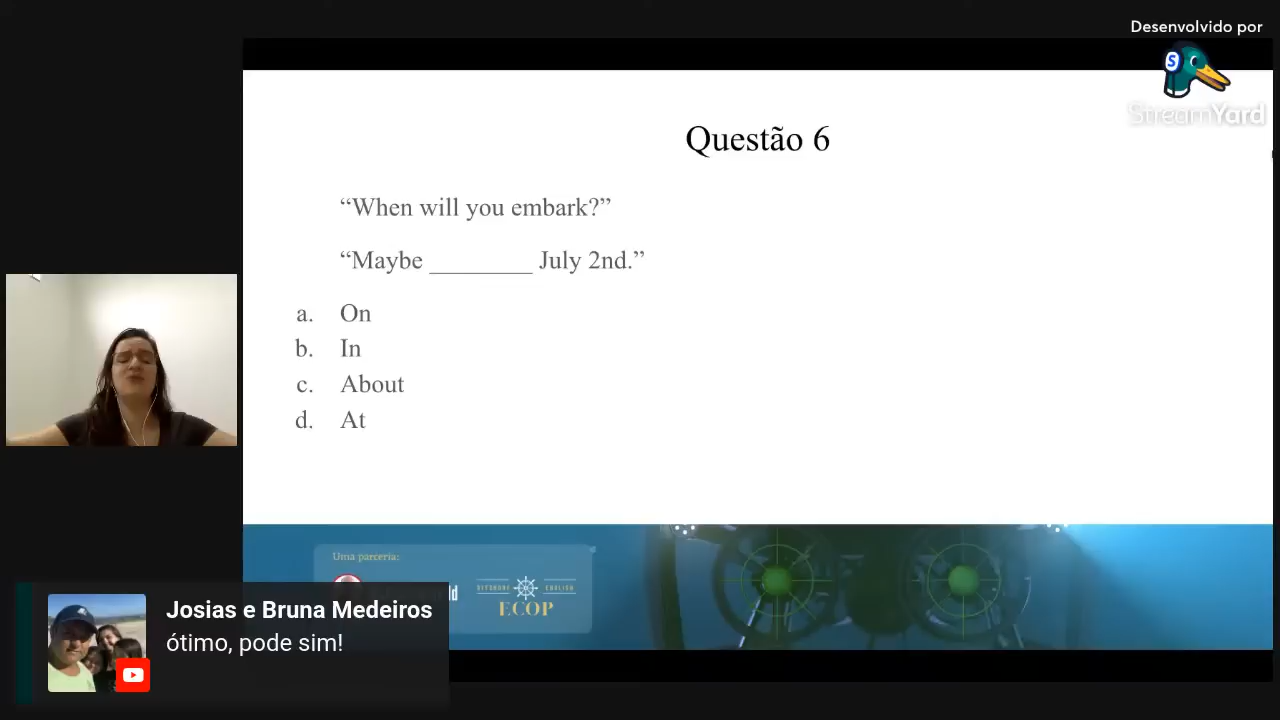 Desenvolvido por
StreamYard
Questão 6
“When will you embark?”
“Maybe ________ July 2nd.”
a. On
b. In
c. About
d. At
Uma parceria:
OFFSHORE ENGLISH
ECOP
Josias e Bruna Medeiros
ótimo, pode sim!